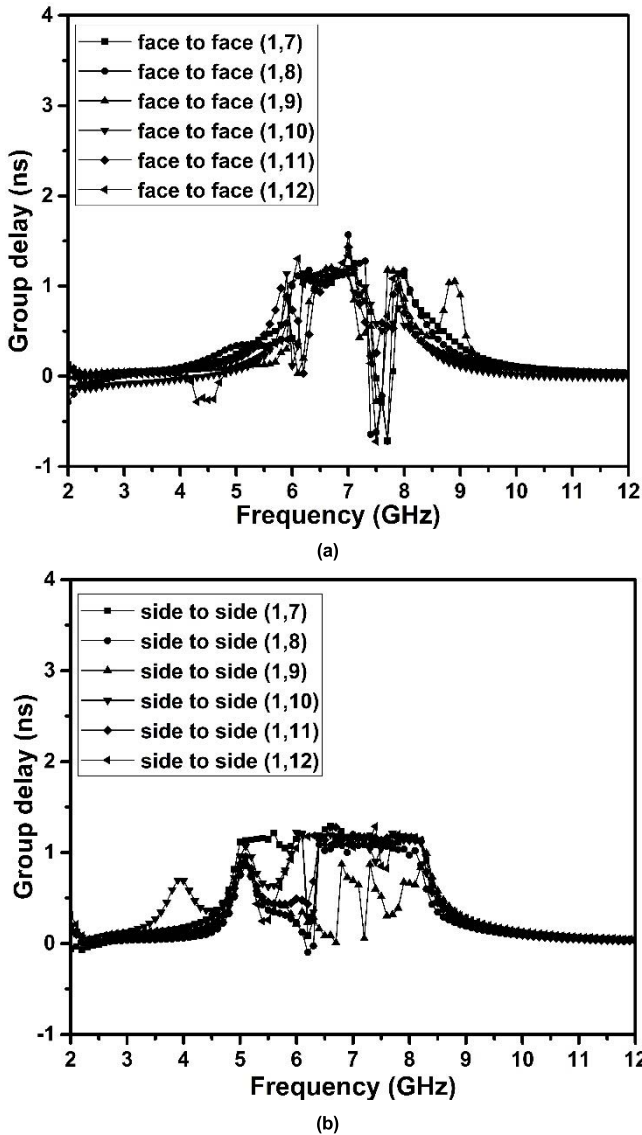 4
3
2
1
0
-1
Group delay (ns)
face to face (1,7)
face to face (1,8)
face to face (1,9)
face to face (1,10)
face to face (1,11)
face to face (1,12)
2 3 4 5 6 7 8 9 10 11 12
Frequency (GHz)
(a)
4
3
2
1
0
-1
Group delay (ns)
side to side (1,7)
side to side (1,8)
side to side (1,9)
side to side (1,10)
side to side (1,11)
side to side (1,12)
2 3 4 5 6 7 8 9 10 11 12
Frequency (GHz)
(b)